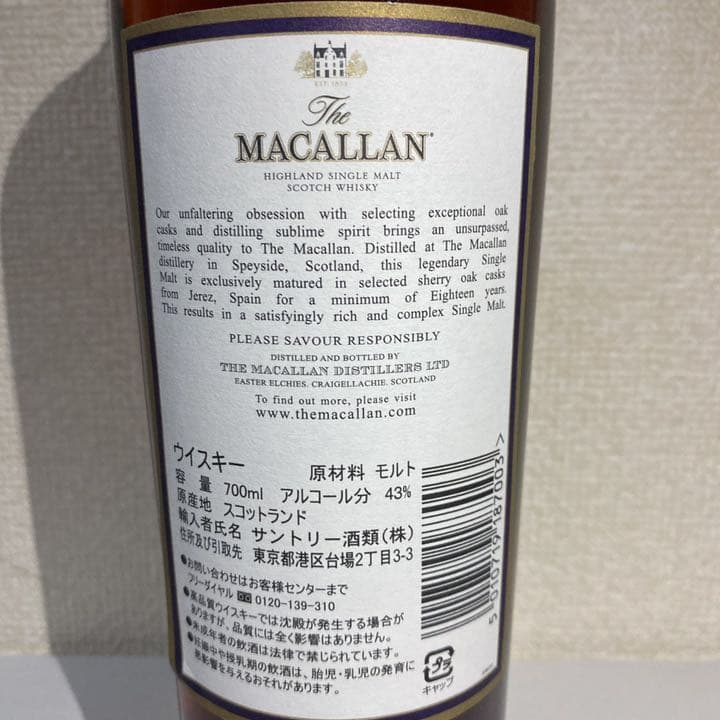 EST. 1824
The
MACALLAN
HIGHLAND SINGLE MALT
SCOTCH WHISKY
Our unfaltering obsession with selecting exceptional oak
casks and distilling sublime spirit brings an unsurpassed,
timeless quality to The Macallan. Distilled at The Macallan
distillery in Speyside, Scotland, this legendary Single
Malt is exclusively matured in selected sherry oak casks
from Jerez, Spain for a minimum of Eighteen years.
This results in a satisfyingly rich and complex Single Malt.
PLEASE SAVOUR RESPONSIBLY
DISTILLED AND BOTTLED BY
THE MACALLAN DISTILLERS LTD
EASTER ELCHIES, CRAIGELLACHIE, SCOTLAND
To find out more, please visit
www.themacallan.com
ウイスキー 原材料 モルト
容量 700ml アルコール分 43%
原産地 スコットランド
輸入者氏名 サントリー酒類(株)
住所及び引取先 東京都港区台場2丁目3-3
●お問い合わせはお客様センターまで
フリーダイヤル 0120-139-310
●高品質ウイスキーでは沈殿が発生する場合が
ありますが、品質には全く影響はありません。
●未成年者の飲酒は法律で禁じられています。
●妊娠中や授乳期の飲酒は、胎児・乳児の発育に
悪影響を与えるおそれがあります。
5 010719 187003 >
プラ
キャップ